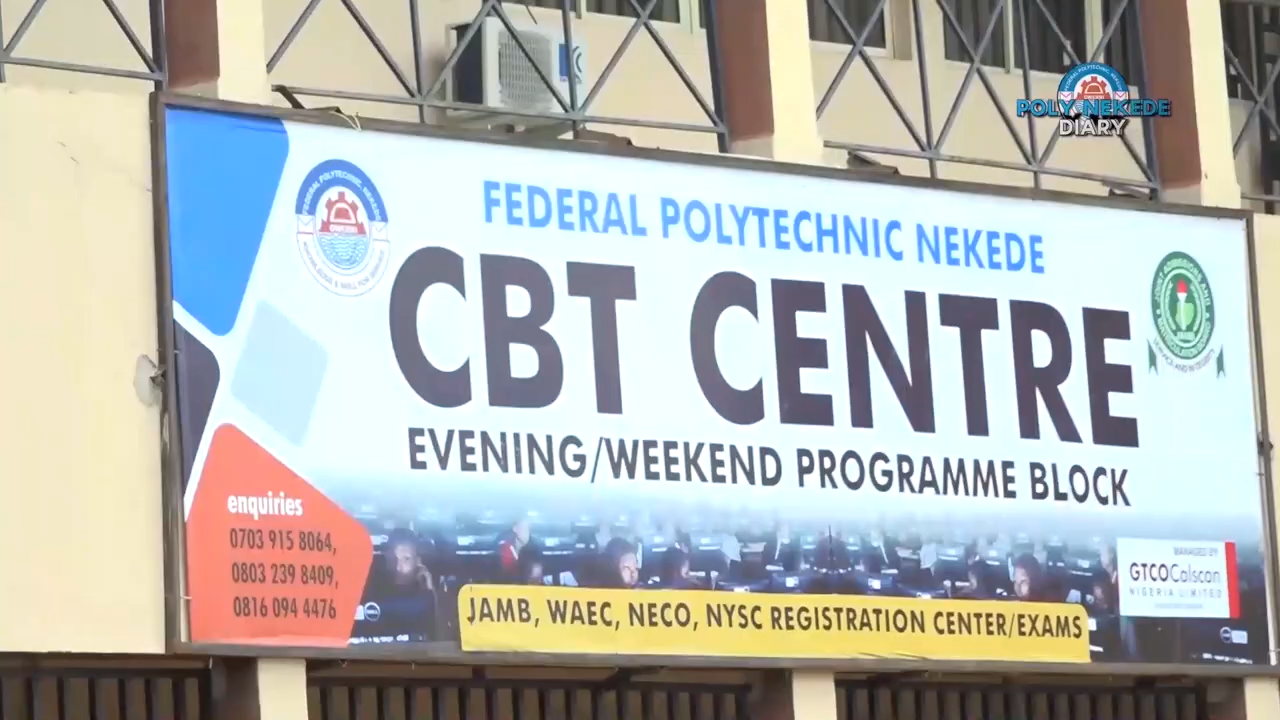 POLY NEKEDE
DIARY
FEDERAL POLYTECHNIC NEKEDE
CBT CENTRE
EVENING/WEEKEND PROGRAMME BLOCK
enquiries
0703 915 8064,
0803 239 8409,
0816 094 4476
JAMB, WAEC, NECO, NYSC REGISTRATION CENTER/EXAMS
MANAGED BY
GTCOCalscan
NIGERIA LIMITED